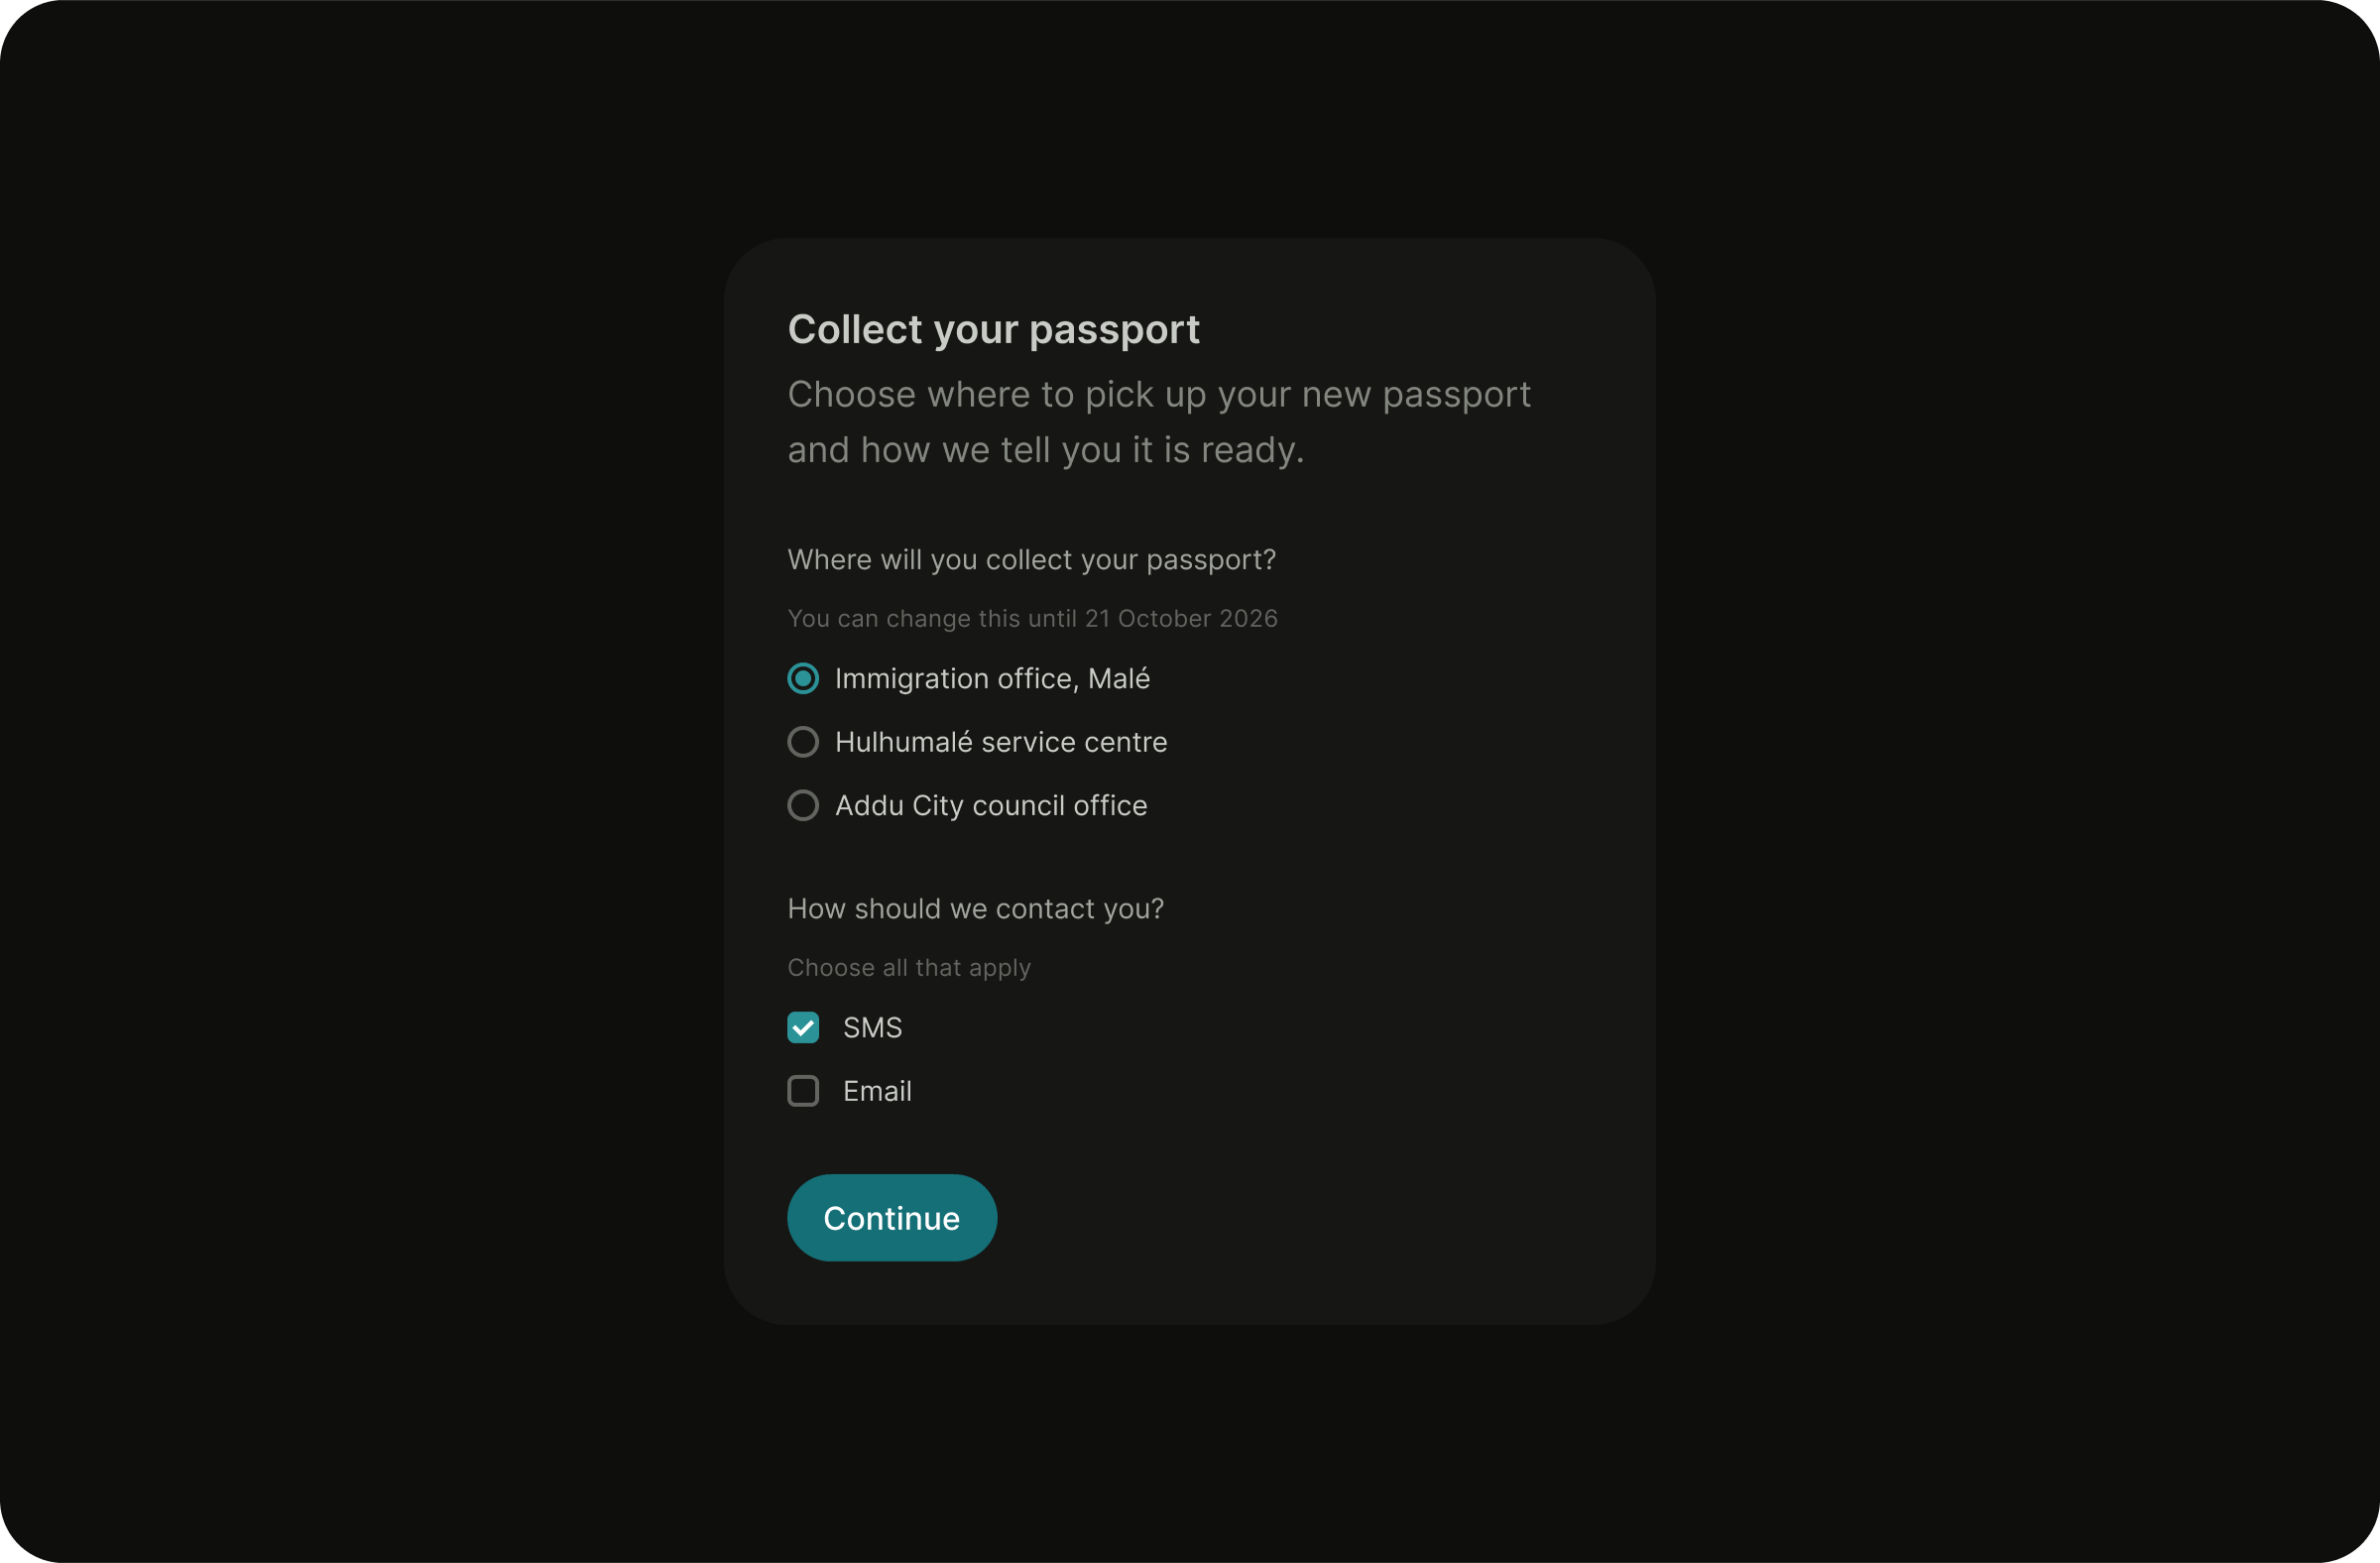 Collect your passport
Choose where to pick up your new passport
and how we tell you it is ready.
Where will you collect your passport?
You can change this until 21 October 2026
Immigration office, Malé
Hulhumalé service centre
Addu City council office
How should we contact you?
Choose all that apply
SMS
Email
Continue